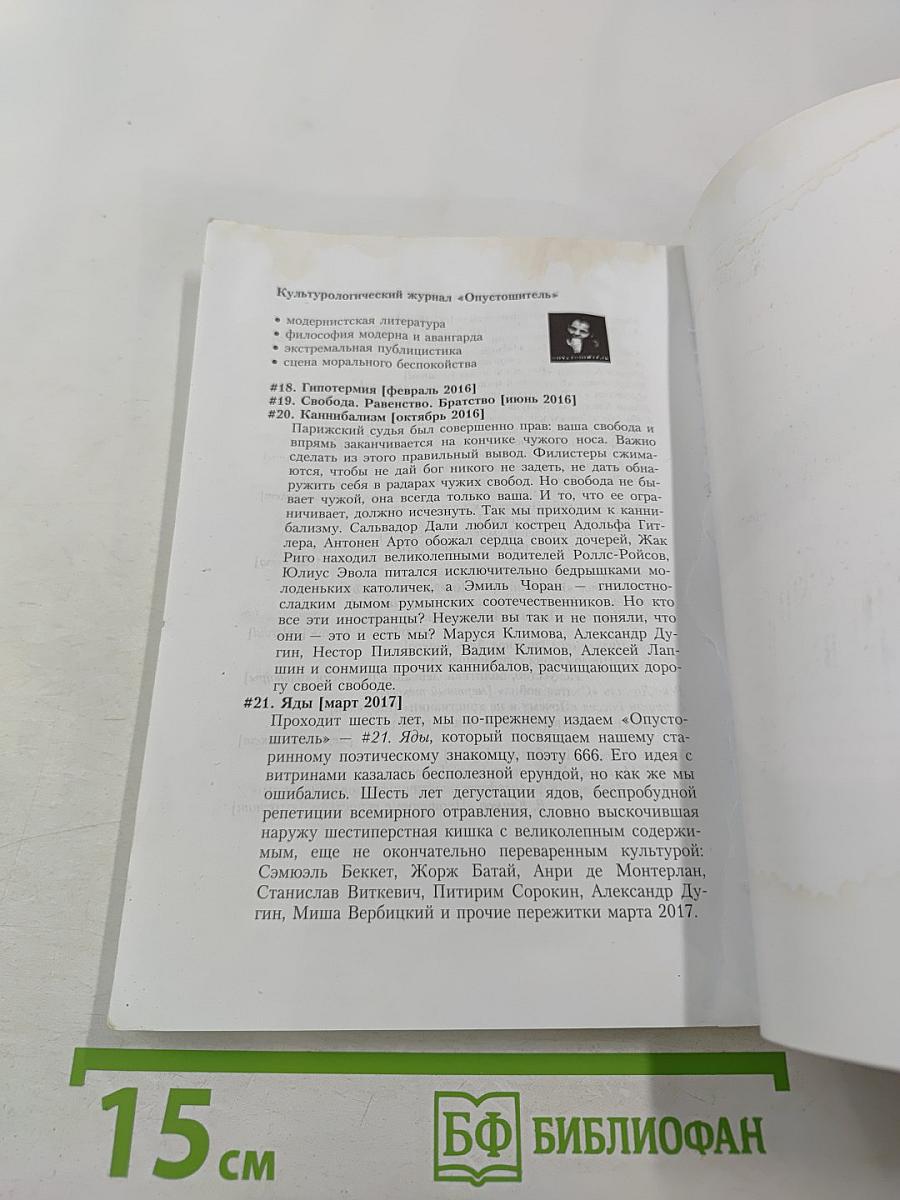 Культурологический журнал «Опустошитель»
• модернистская литература
• философия модерна и авангарда
• экстремальная публицистика
• сцена морального беспокойства
опустошитель
#18. Гипотермия [февраль 2016]
#19. Свобода. Равенство. Братство [июнь 2016]
#20. Каннибализм [октябрь 2016]
Парижский судья был совершенно прав: ваша свобода и
впрямь заканчивается на кончике чужого носа. Важно
сделать из этого правильный вывод. Филистеры сжима-
ются, чтобы не дай бог никого не задеть, не дать обна-
ружить себя в радарах чужих свобод. Но свобода не бы-
вает чужой, она всегда только ваша. И то, что ее огра-
ничивает, должно исчезнуть. Так мы приходим к канни-
бализму. Сальвадор Дали любил кострец Адольфа Гит-
лера, Антонен Арто обожал сердца своих дочерей, Жак
Риго находил великолепными водителей Роллс-Ройсов,
Юлиус Эвола питался исключительно бедрышками мо-
лоденьких католичек, а Эмиль Чоран — гнилостно-
сладким дымом румынских соотечественников. Но кто
все эти иностранцы? Неужели вы так и не поняли, что
они — это и есть мы? Маруся Климова, Александр Ду-
гин, Нестор Пилявский, Вадим Климов, Алексей Лап-
шин и сонмища прочих каннибалов, расчищающих доро-
гу своей свободе.
#21. Яды [март 2017]
Проходит шесть лет, мы по-прежнему издаем «Опусто-
шитель» — #21. Яды, который посвящаем нашему ста-
ринному поэтическому знакомцу, поэту 666. Его идея с
витринами казалась бесполезной ерундой, но как же мы
ошибались. Шесть лет дегустации ядов, беспробудной
репетиции всемирного отравления, словно выскочившая
наружу шестиперстная кишка с великолепным содержи-
мым, еще не окончательно переваренным культурой:
Сэмюэль Беккет, Жорж Батай, Анри де Монтерлан,
Станислав Виткевич, Питирим Сорокин, Александр Ду-
гин, Миша Вербицкий и прочие пережитки марта 2017.
15 см
БФ БИБЛИОФАН